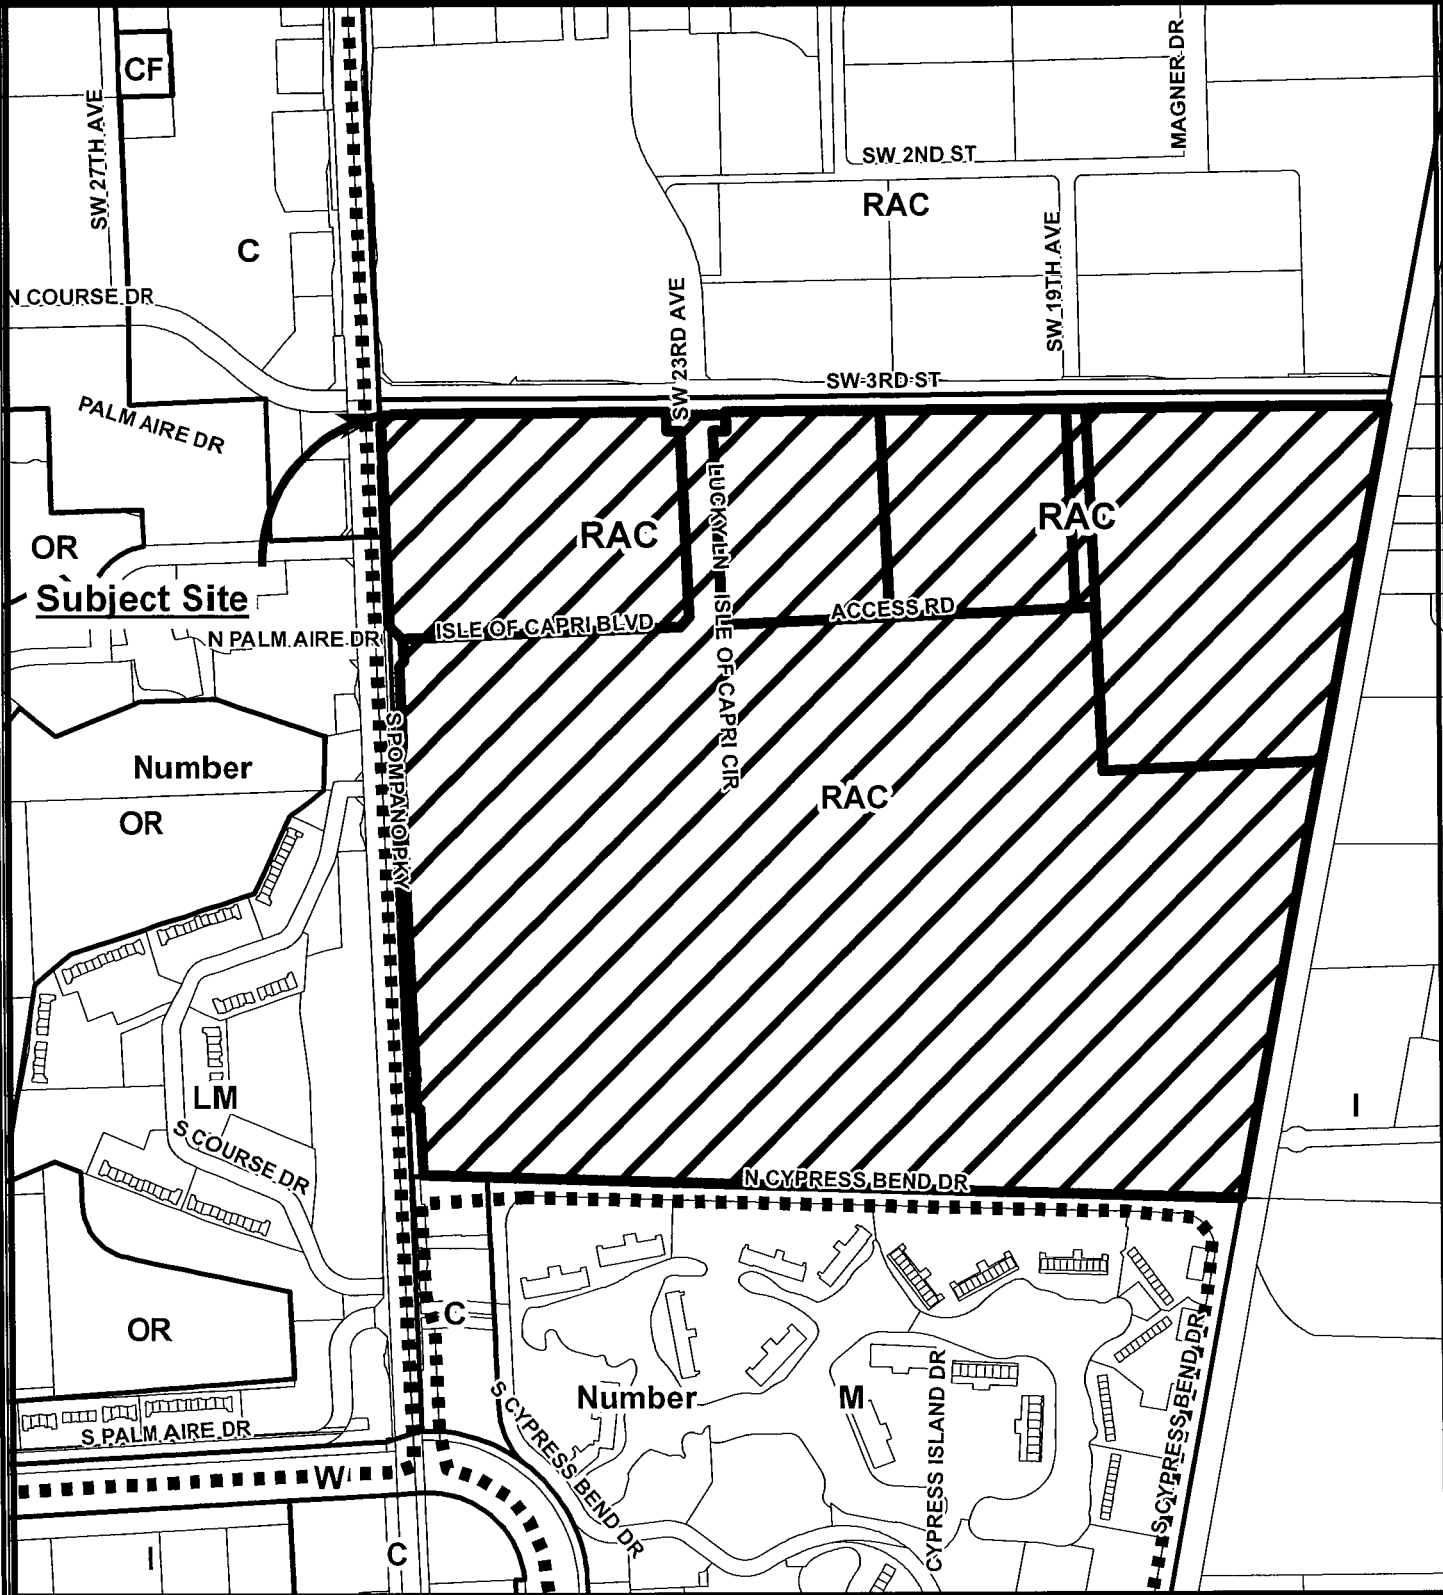 CF
MAGNER DR
SW 27TH AVE
SW 2ND ST
RAC
C
SW 19TH AVE
N COURSE DR
SW 23RD AVE
SW 3RD ST
PALM AIRE DR
LUCKY LN
RAC
RAC
OR
Subject Site
ISLE OF CAPRI BLVD
ACCESS RD
N PALM AIRE DR
ISLE OF CAPRI CIR
S POMPANO PKY
Number
RAC
OR
LM
I
S COURSE DR
N CYPRESS BEND DR
C
OR
S CYPRESS BEND DR
Number
M
CYPRESS ISLAND DR
S CYPRESS BEND DR
S PALM AIRE DR
W
I
C